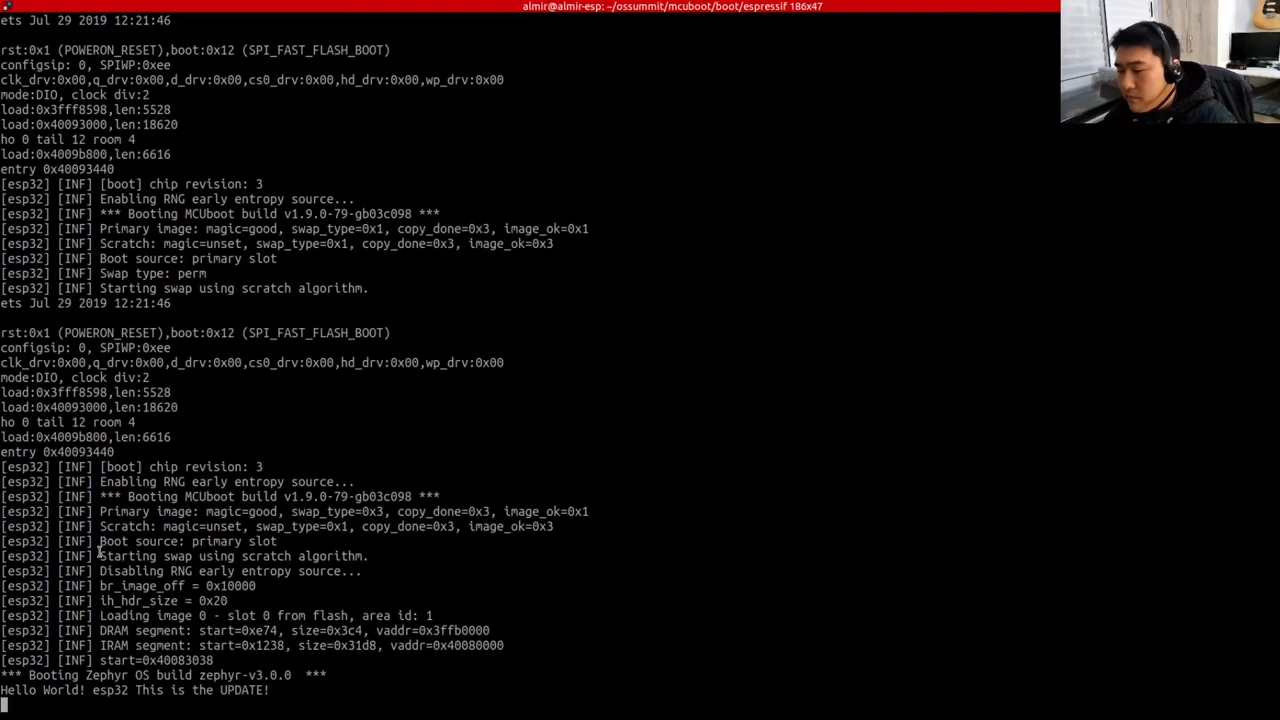 almir@almir-esp: ~/ossummit/mcuboot/boot/espressif 186x47
ets Jul 29 2019 12:21:46
rst:0x1 (POWERON_RESET),boot:0x12 (SPI_FAST_FLASH_BOOT)
configsip: 0, SPIWP:0xee
clk_drv:0x00,q_drv:0x00,d_drv:0x00,cs0_drv:0x00,hd_drv:0x00,wp_drv:0x00
mode:DIO, clock div:2
load:0x3fff8598,len:5528
load:0x40093000,len:18620
ho 0 tail 12 room 4
load:0x4009b800,len:6616
entry 0x40093440
[esp32] [INF] [boot] chip revision: 3
[esp32] [INF] Enabling RNG early entropy source...
[esp32] [INF] *** Booting MCUboot build v1.9.0-79-gb03c098 ***
[esp32] [INF] Primary image: magic=good, swap_type=0x1, copy_done=0x3, image_ok=0x1
[esp32] [INF] Scratch: magic=unset, swap_type=0x1, copy_done=0x3, image_ok=0x3
[esp32] [INF] Boot source: primary slot
[esp32] [INF] Swap type: perm
[esp32] [INF] Starting swap using scratch algorithm.
ets Jul 29 2019 12:21:46
rst:0x1 (POWERON_RESET),boot:0x12 (SPI_FAST_FLASH_BOOT)
configsip: 0, SPIWP:0xee
clk_drv:0x00,q_drv:0x00,d_drv:0x00,cs0_drv:0x00,hd_drv:0x00,wp_drv:0x00
mode:DIO, clock div:2
load:0x3fff8598,len:5528
load:0x40093000,len:18620
ho 0 tail 12 room 4
load:0x4009b800,len:6616
entry 0x40093440
[esp32] [INF] [boot] chip revision: 3
[esp32] [INF] Enabling RNG early entropy source...
[esp32] [INF] *** Booting MCUboot build v1.9.0-79-gb03c098 ***
[esp32] [INF] Primary image: magic=good, swap_type=0x3, copy_done=0x3, image_ok=0x1
[esp32] [INF] Scratch: magic=unset, swap_type=0x1, copy_done=0x3, image_ok=0x3
[esp32] [INF] Boot source: primary slot
[esp32] [INF] Starting swap using scratch algorithm.
[esp32] [INF] Disabling RNG early entropy source...
[esp32] [INF] br_image_off = 0x10000
[esp32] [INF] ih_hdr_size = 0x20
[esp32] [INF] Loading image 0 - slot 0 from flash, area id: 1
[esp32] [INF] DRAM segment: start=0xe74, size=0x3c4, vaddr=0x3ffb0000
[esp32] [INF] IRAM segment: start=0x1238, size=0x31d8, vaddr=0x40080000
[esp32] [INF] start=0x40083038
*** Booting Zephyr OS build zephyr-v3.0.0  ***
Hello World! esp32 This is the UPDATE!